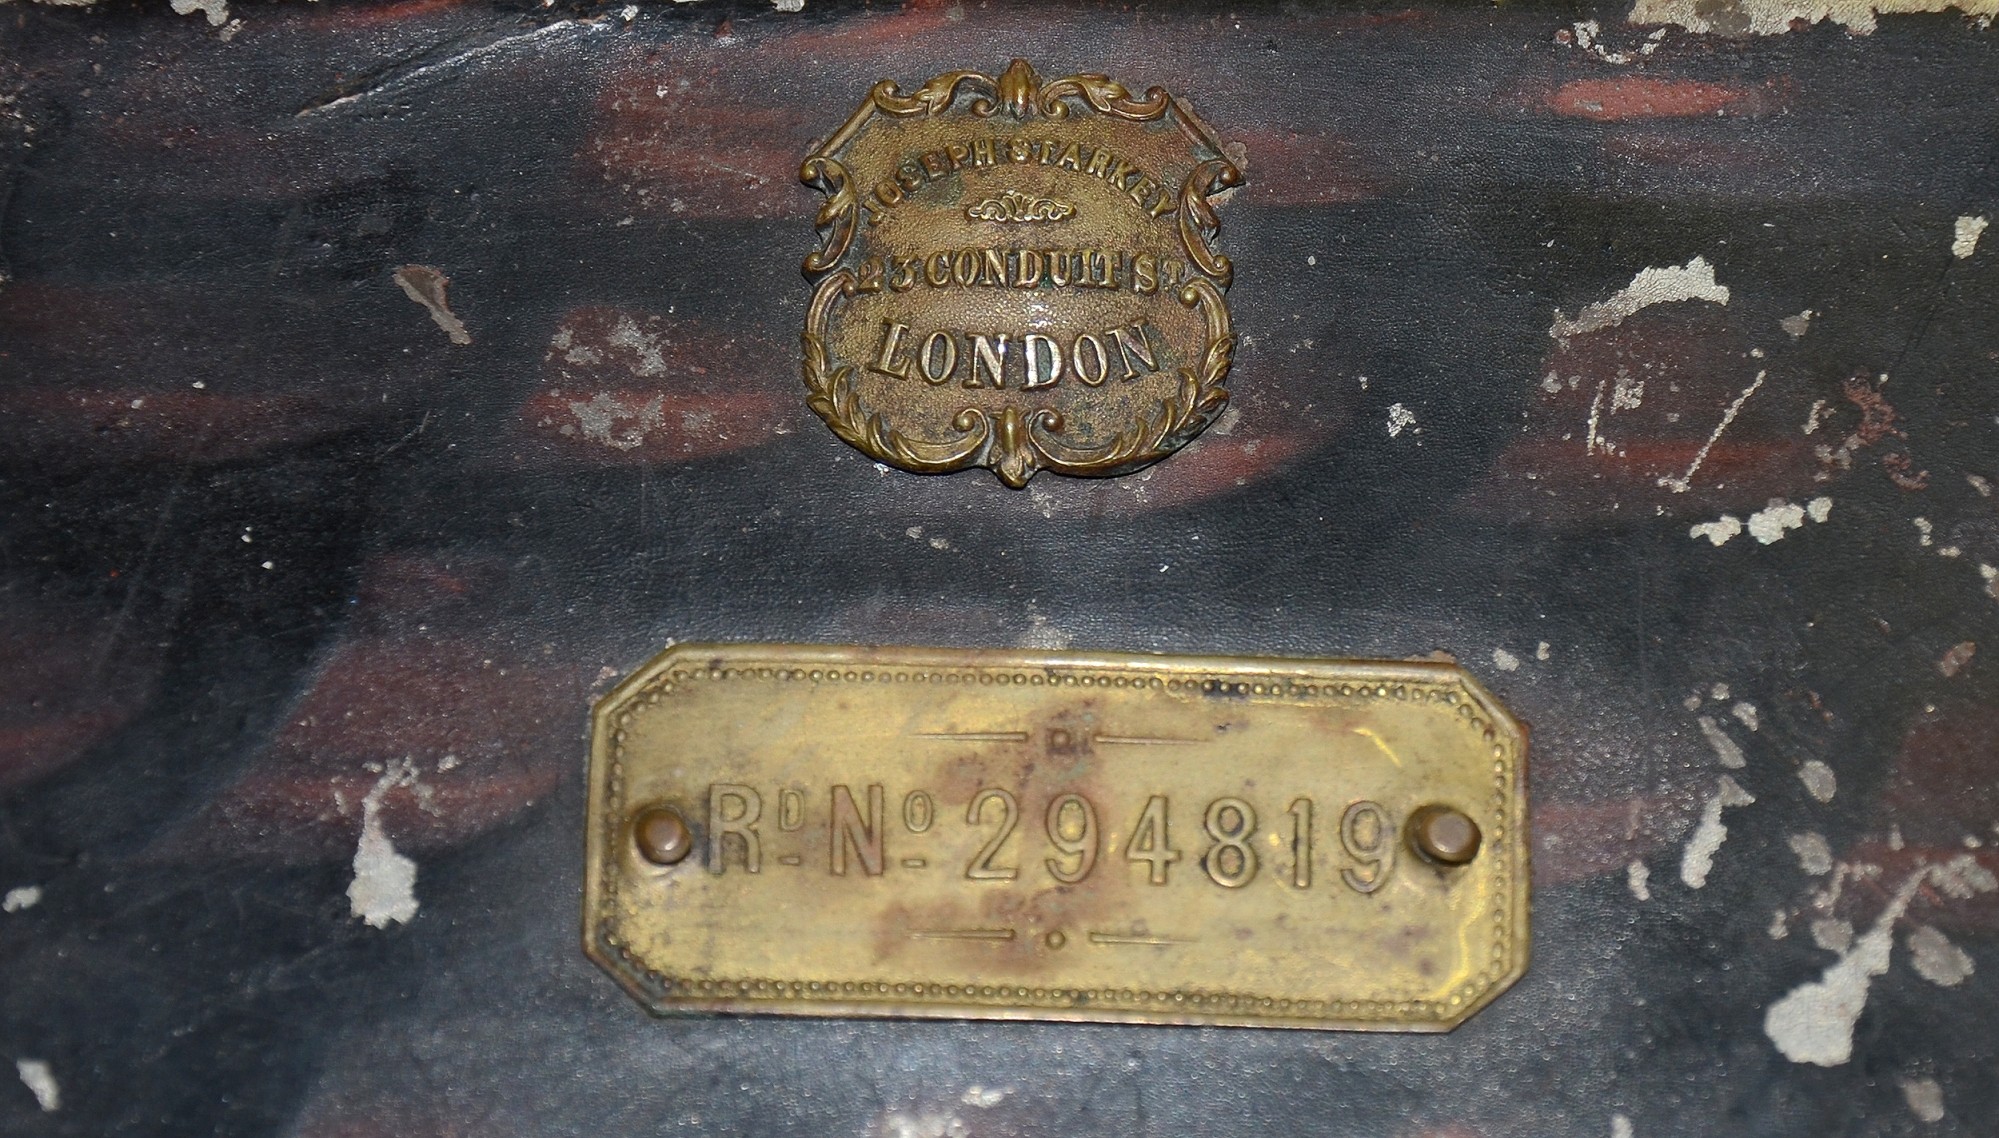 JOSEPH STARKEY
23 CONDUIT ST
LONDON
RD NO 294819